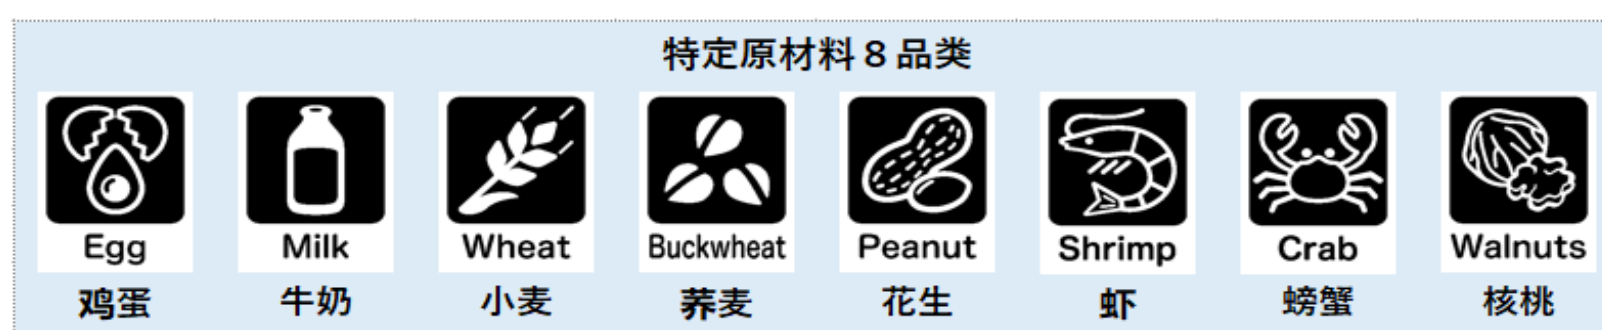 特定原材料８品类
Egg Milk Wheat Buckwheat Peanut Shrimp Crab Walnuts
鸡蛋 牛奶 小麦 荞麦 花生 虾 螃蟹 核桃